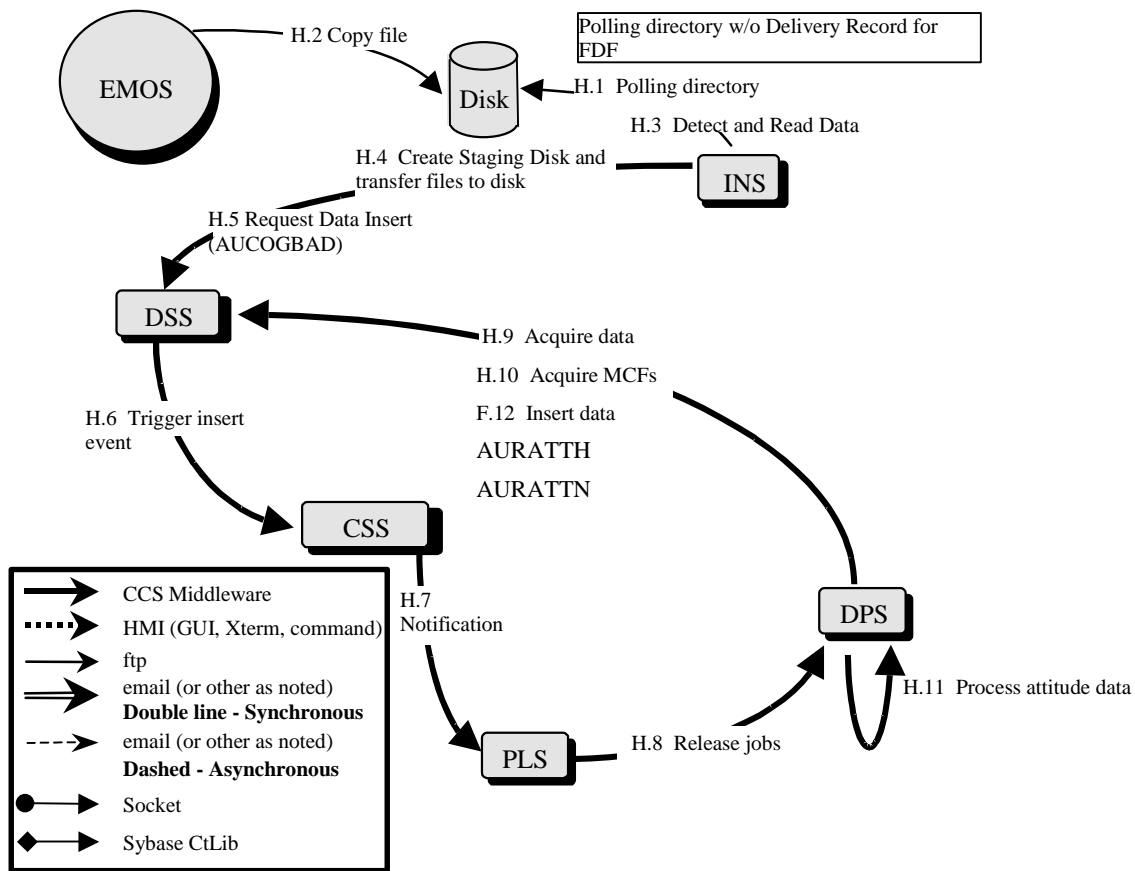 Polling directory w/o Delivery Record for
FDF
H.2 Copy file
EMOS
Disk
H.1 Polling directory
H.3 Detect and Read Data
H.4 Create Staging Disk and
transfer files to disk
INS
H.5 Request Data Insert
(AUCOGBAD)
DSS
H.9 Acquire data
H.10 Acquire MCFs
F.12 Insert data
AURATTH
AURATTN
H.6 Trigger insert
event
CSS
H.7
Notification
DPS
H.11 Process attitude data
PLS
H.8 Release jobs
CCS Middleware
HMI (GUI, Xterm, command)
ftp
email (or other as noted)
Double line - Synchronous
email (or other as noted)
Dashed - Asynchronous
Socket
Sybase CtLib